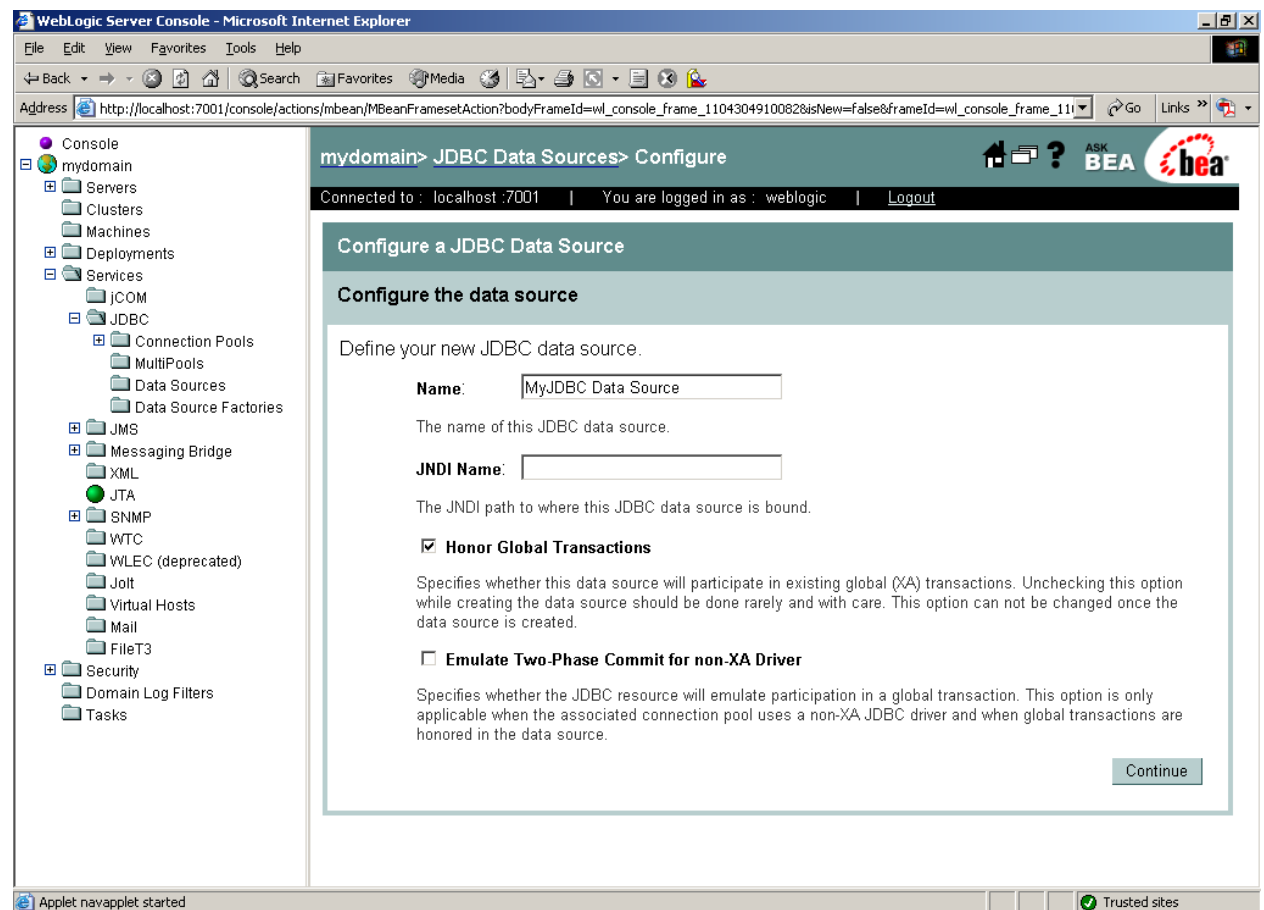 WebLogic Server Console - Microsoft Internet Explorer
File Edit View Favorites Tools Help
Back Search Favorites Media
Address http://localhost:7001/console/actions/mbean/MBeanFramesetAction?bodyFrameId=wl_console_frame_1104304910082&isNew=false&frameId=wl_console_frame_11 Go Links »
Console
mydomain
Servers
Clusters
Machines
Deployments
Services
jCOM
JDBC
Connection Pools
MultiPools
Data Sources
Data Source Factories
JMS
Messaging Bridge
XML
JTA
SNMP
WTC
WLEC (deprecated)
Jolt
Virtual Hosts
Mail
FileT3
Security
Domain Log Filters
Tasks
mydomain> JDBC Data Sources> Configure
? ASK BEA bea
Connected to : localhost :7001 | You are logged in as : weblogic | Logout
Configure a JDBC Data Source
Configure the data source
Define your new JDBC data source.
Name: MyJDBC Data Source
The name of this JDBC data source.
JNDI Name:
The JNDI path to where this JDBC data source is bound.
Honor Global Transactions
Specifies whether this data source will participate in existing global (XA) transactions. Unchecking this option
while creating the data source should be done rarely and with care. This option can not be changed once the
data source is created.
Emulate Two-Phase Commit for non-XA Driver
Specifies whether the JDBC resource will emulate participation in a global transaction. This option is only
applicable when the associated connection pool uses a non-XA JDBC driver and when global transactions are
honored in the data source.
Continue
Applet navapplet started
Trusted sites